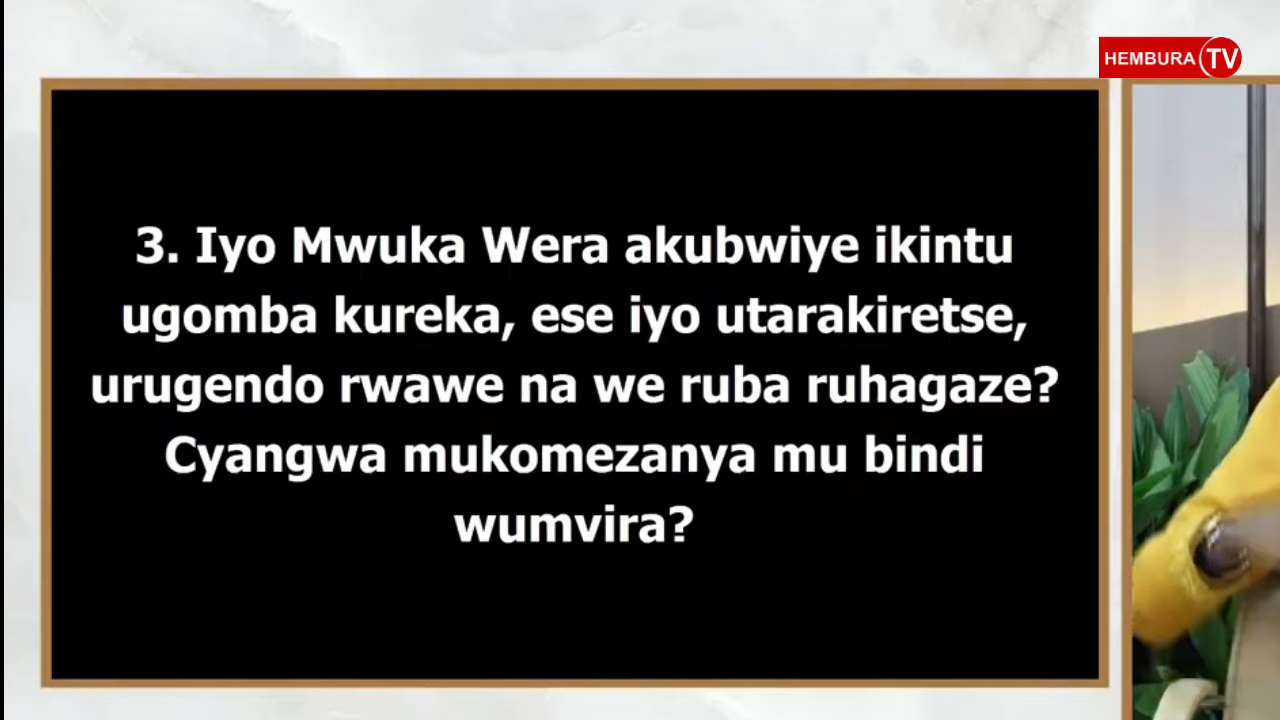 HEMBURA TV
3. Iyo Mwuka Wera akubwiye ikintu
ugomba kureka, ese iyo utarakiretse,
urugendo rwawe na we ruba ruhagaze?
Cyangwa mukomezanya mu bindi
wumvira?